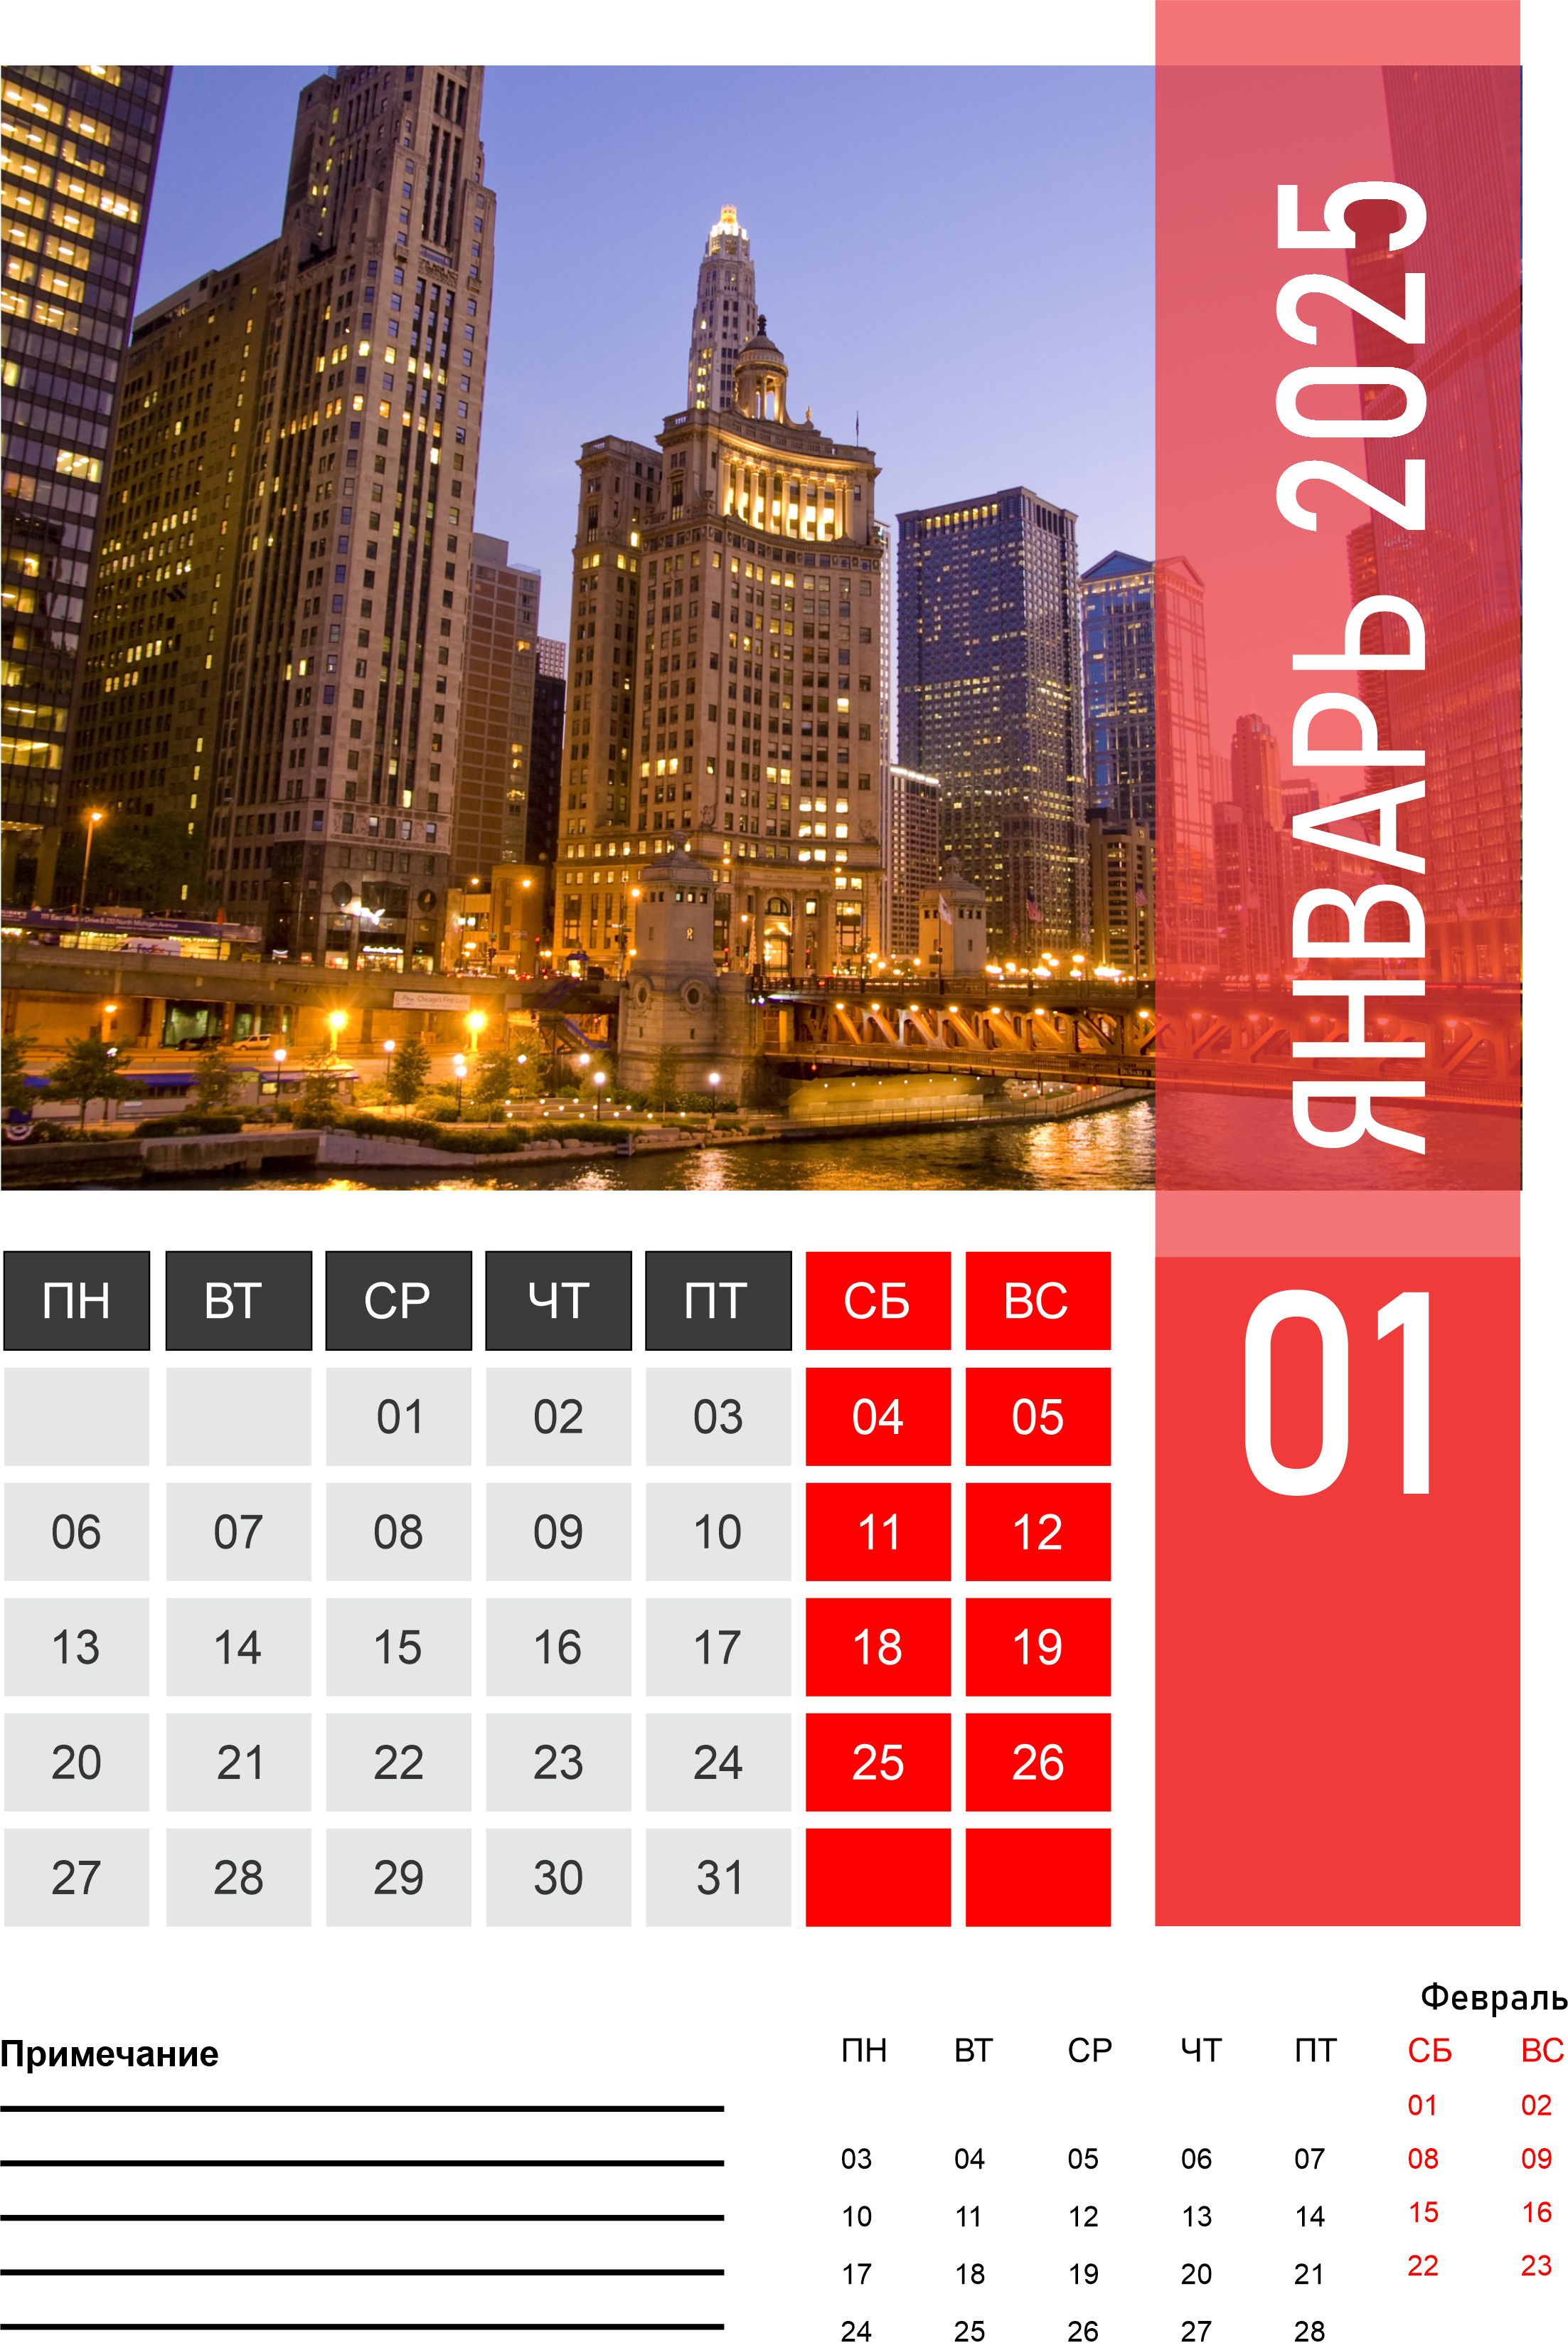 ЯНВАРЬ 2025
FedEx
Chicago's First Lady
ПН ВТ СР ЧТ ПТ СБ ВС
01 02 03 04 05
06 07 08 09 10 11 12
13 14 15 16 17 18 19
20 21 22 23 24 25 26
27 28 29 30 31
01
Примечание
Февраль
ПН ВТ СР ЧТ ПТ СБ ВС
01 02
03 04 05 06 07 08 09
10 11 12 13 14 15 16
17 18 19 20 21 22 23
24 25 26 27 28